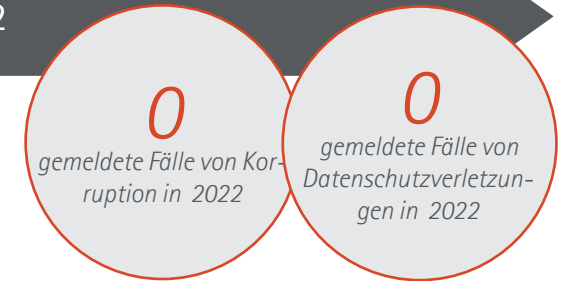 2
0
gemeldete Fälle von Kor-
ruption in 2022
0
gemeldete Fälle von
Datenschutzverletzun-
gen in 2022